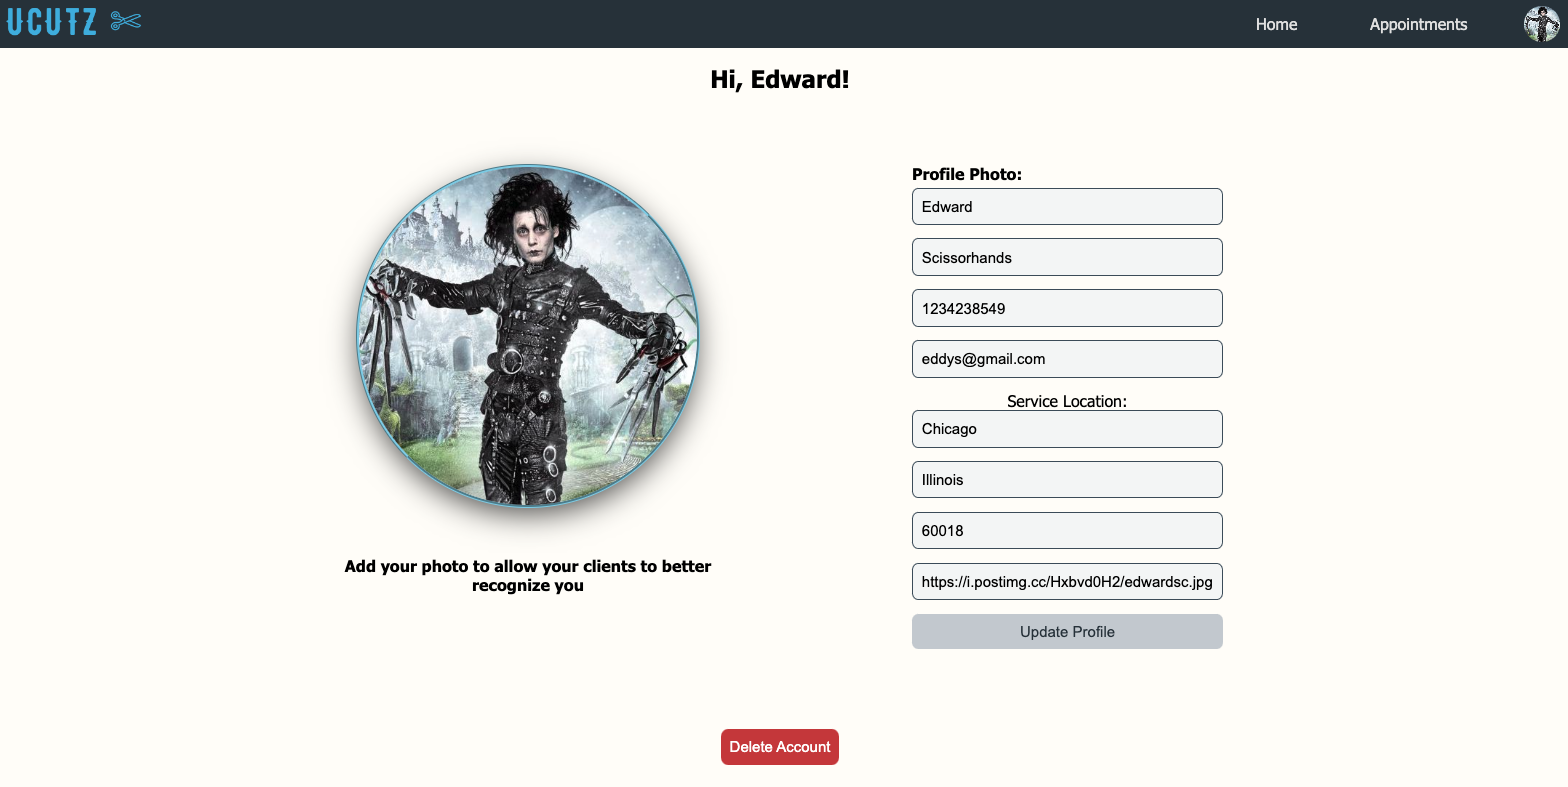 UCUTZ
Home
Appointments
Hi, Edward!
Add your photo to allow your clients to better
recognize you
Profile Photo:
Edward
Scissorhands
1234238549
eddys@gmail.com
Service Location:
Chicago
Illinois
60018
https://i.postimg.cc/Hxbvd0H2/edwardsc.jpg
Update Profile
Delete Account